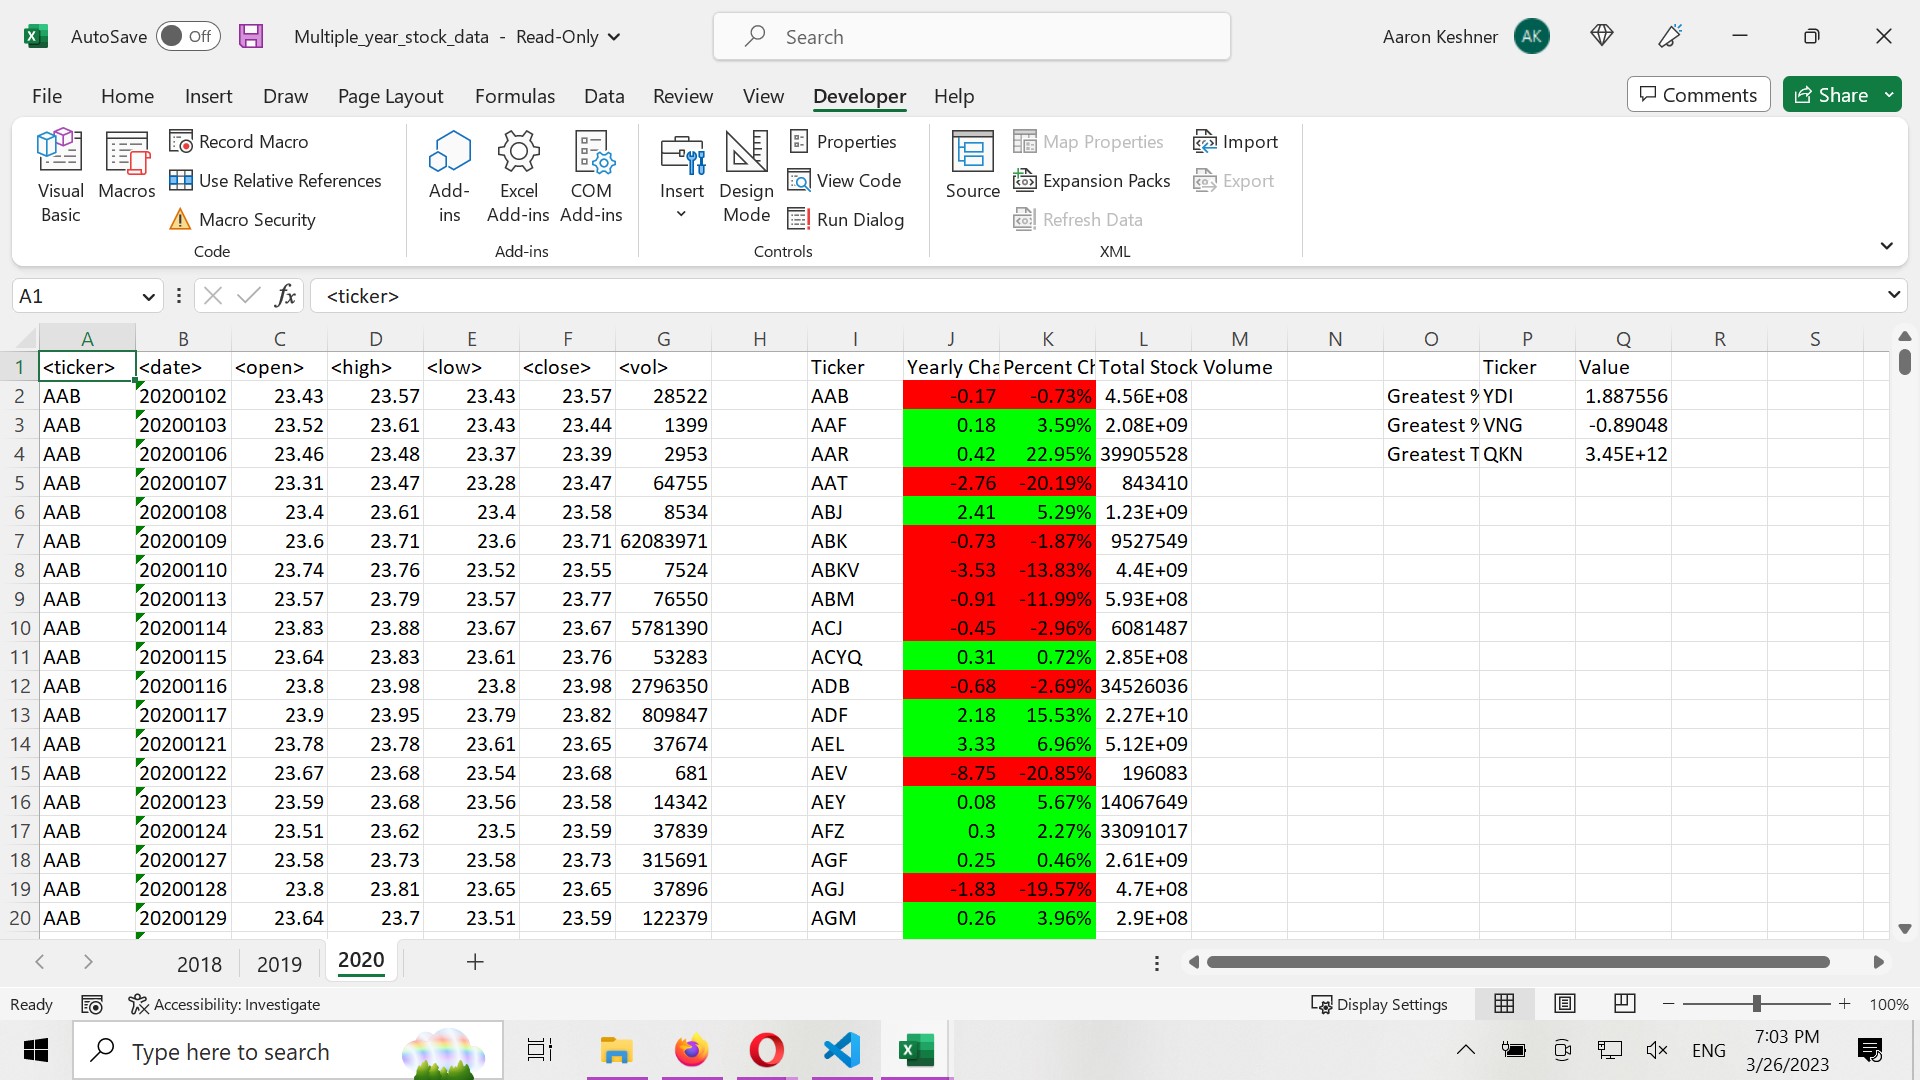 AutoSave Off Multiple_year_stock_data - Read-Only Search Aaron Keshner AK
File Home Insert Draw Page Layout Formulas Data Review View Developer Help Comments Share
Visual Basic Macros Record Macro Use Relative References Macro Security Code
Add-ins Excel Add-ins COM Add-ins Add-ins
Insert Design Mode Properties View Code Run Dialog Controls
Source Map Properties Expansion Packs Refresh Data Import Export XML
A1 fx <ticker>
A B C D E F G H I J K L M N O P Q R S
1 <ticker> <date> <open> <high> <low> <close> <vol> Ticker Yearly Cha Percent Ch Total Stock Volume Ticker Value
2 AAB 20200102 23.43 23.57 23.43 23.57 28522 AAB -0.17 -0.73% 4.56E+08 Greatest % YDI 1.887556
3 AAB 20200103 23.52 23.61 23.43 23.44 1399 AAF 0.18 3.59% 2.08E+09 Greatest % VNG -0.89048
4 AAB 20200106 23.46 23.48 23.37 23.39 2953 AAR 0.42 22.95% 39905528 Greatest T QKN 3.45E+12
5 AAB 20200107 23.31 23.47 23.28 23.47 64755 AAT -2.76 -20.19% 843410
6 AAB 20200108 23.4 23.61 23.4 23.58 8534 ABJ 2.41 5.29% 1.23E+09
7 AAB 20200109 23.6 23.71 23.6 23.71 62083971 ABK -0.73 -1.87% 9527549
8 AAB 20200110 23.74 23.76 23.52 23.55 7524 ABKV -3.53 -13.83% 4.4E+09
9 AAB 20200113 23.57 23.79 23.57 23.77 76550 ABM -0.91 -11.99% 5.93E+08
10 AAB 20200114 23.83 23.88 23.67 23.67 5781390 ACJ -0.45 -2.96% 6081487
11 AAB 20200115 23.64 23.83 23.61 23.76 53283 ACYQ 0.31 0.72% 2.85E+08
12 AAB 20200116 23.8 23.98 23.8 23.98 2796350 ADB -0.68 -2.69% 34526036
13 AAB 20200117 23.9 23.95 23.79 23.82 809847 ADF 2.18 15.53% 2.27E+10
14 AAB 20200121 23.78 23.78 23.61 23.65 37674 AEL 3.33 6.96% 5.12E+09
15 AAB 20200122 23.67 23.68 23.54 23.68 681 AEV -8.75 -20.85% 196083
16 AAB 20200123 23.59 23.68 23.56 23.58 14342 AEY 0.08 5.67% 14067649
17 AAB 20200124 23.51 23.62 23.5 23.59 37839 AFZ 0.3 2.27% 33091017
18 AAB 20200127 23.58 23.73 23.58 23.73 315691 AGF 0.25 0.46% 2.61E+09
19 AAB 20200128 23.8 23.81 23.65 23.65 37896 AGJ -1.83 -19.57% 4.7E+08
20 AAB 20200129 23.64 23.7 23.51 23.59 122379 AGM 0.26 3.96% 2.9E+08
2018 2019 2020
Ready Accessibility: Investigate Display Settings 100%
Type here to search ENG 7:03 PM
3/26/2023